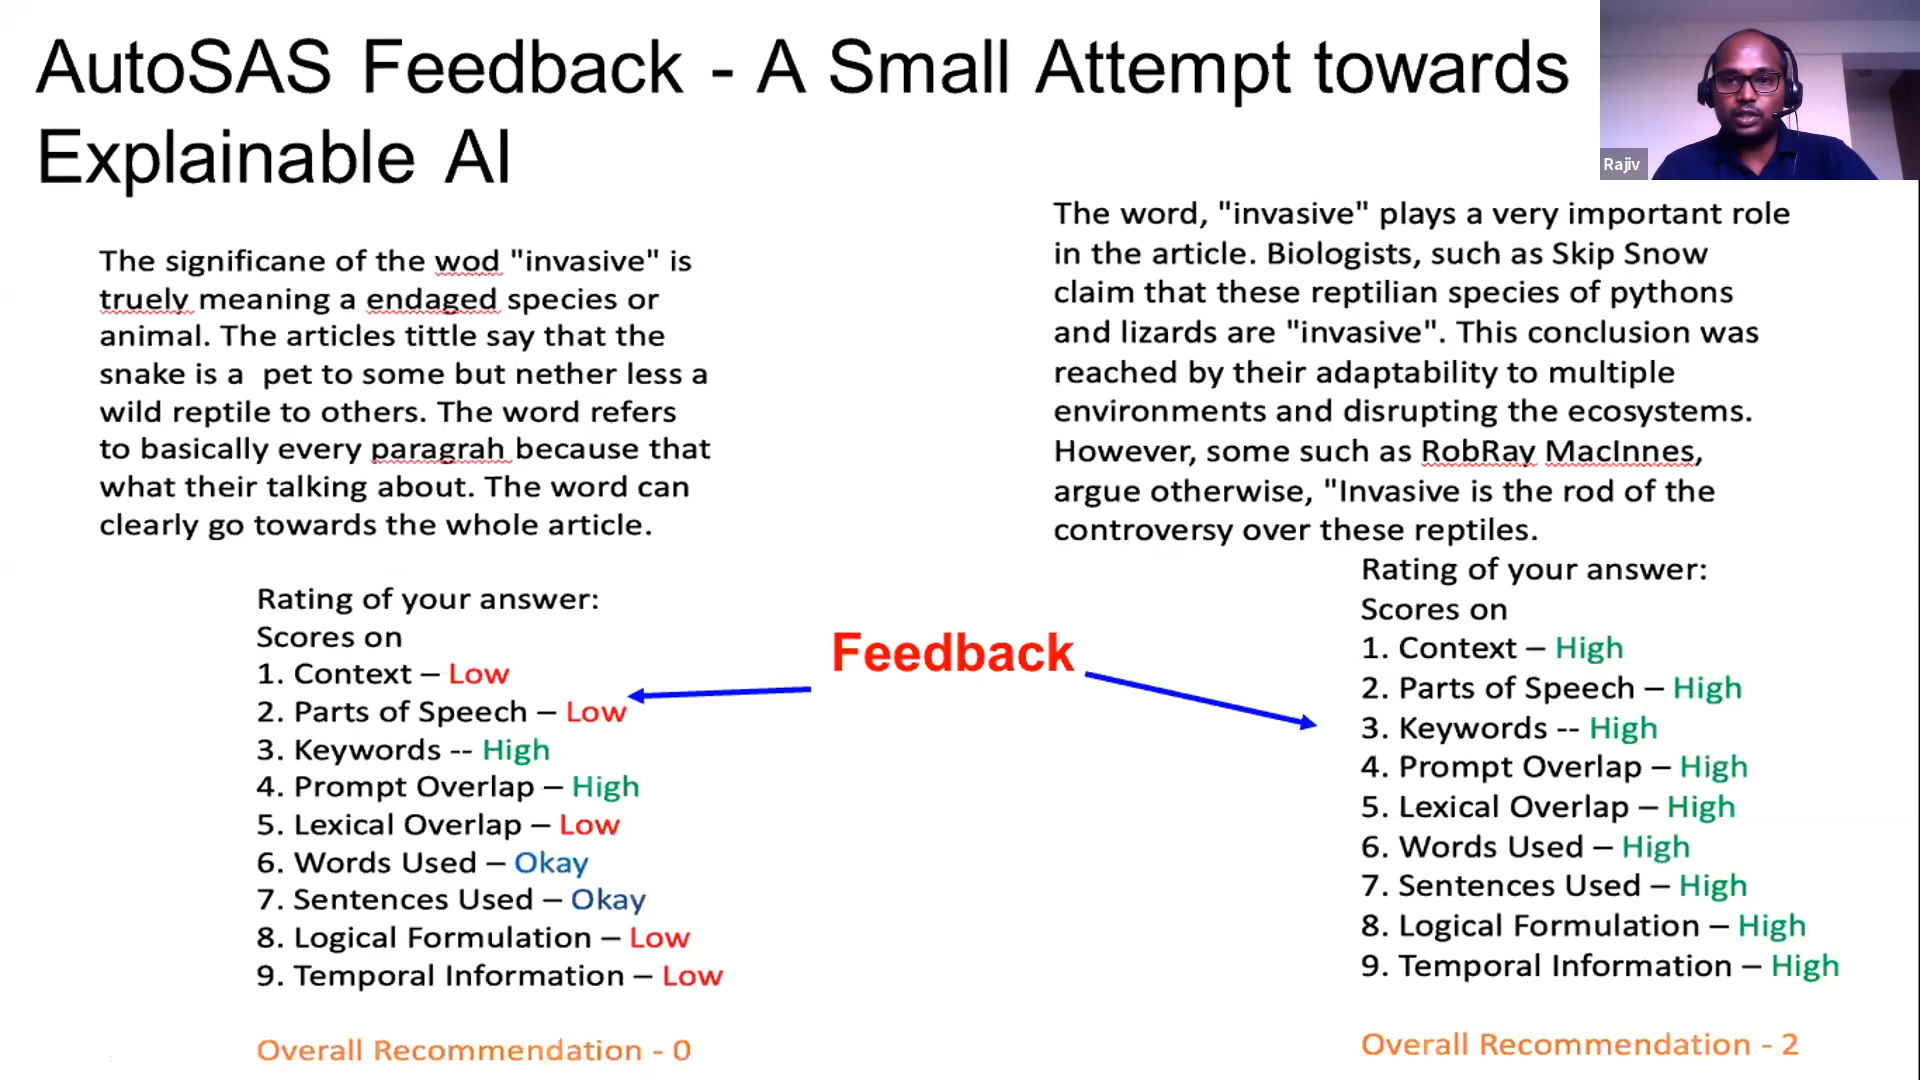 AutoSAS Feedback - A Small Attempt towards
Explainable AI
Rajiv
The significane of the wod "invasive" is
truely meaning a endaged species or
animal. The articles tittle say that the
snake is a  pet to some but nether less a
wild reptile to others. The word refers
to basically every paragrah because that
what their talking about. The word can
clearly go towards the whole article.
Rating of your answer:
Scores on
1. Context – Low
2. Parts of Speech – Low
3. Keywords -- High
4. Prompt Overlap – High
5. Lexical Overlap – Low
6. Words Used – Okay
7. Sentences Used – Okay
8. Logical Formulation – Low
9. Temporal Information – Low
Overall Recommendation - 0
Feedback
The word, "invasive" plays a very important role
in the article. Biologists, such as Skip Snow
claim that these reptilian species of pythons
and lizards are "invasive". This conclusion was
reached by their adaptability to multiple
environments and disrupting the ecosystems.
However, some such as RobRay MacInnes,
argue otherwise, "Invasive is the rod of the
controversy over these reptiles.
Rating of your answer:
Scores on
1. Context – High
2. Parts of Speech – High
3. Keywords -- High
4. Prompt Overlap – High
5. Lexical Overlap – High
6. Words Used – High
7. Sentences Used – High
8. Logical Formulation – High
9. Temporal Information – High
Overall Recommendation - 2